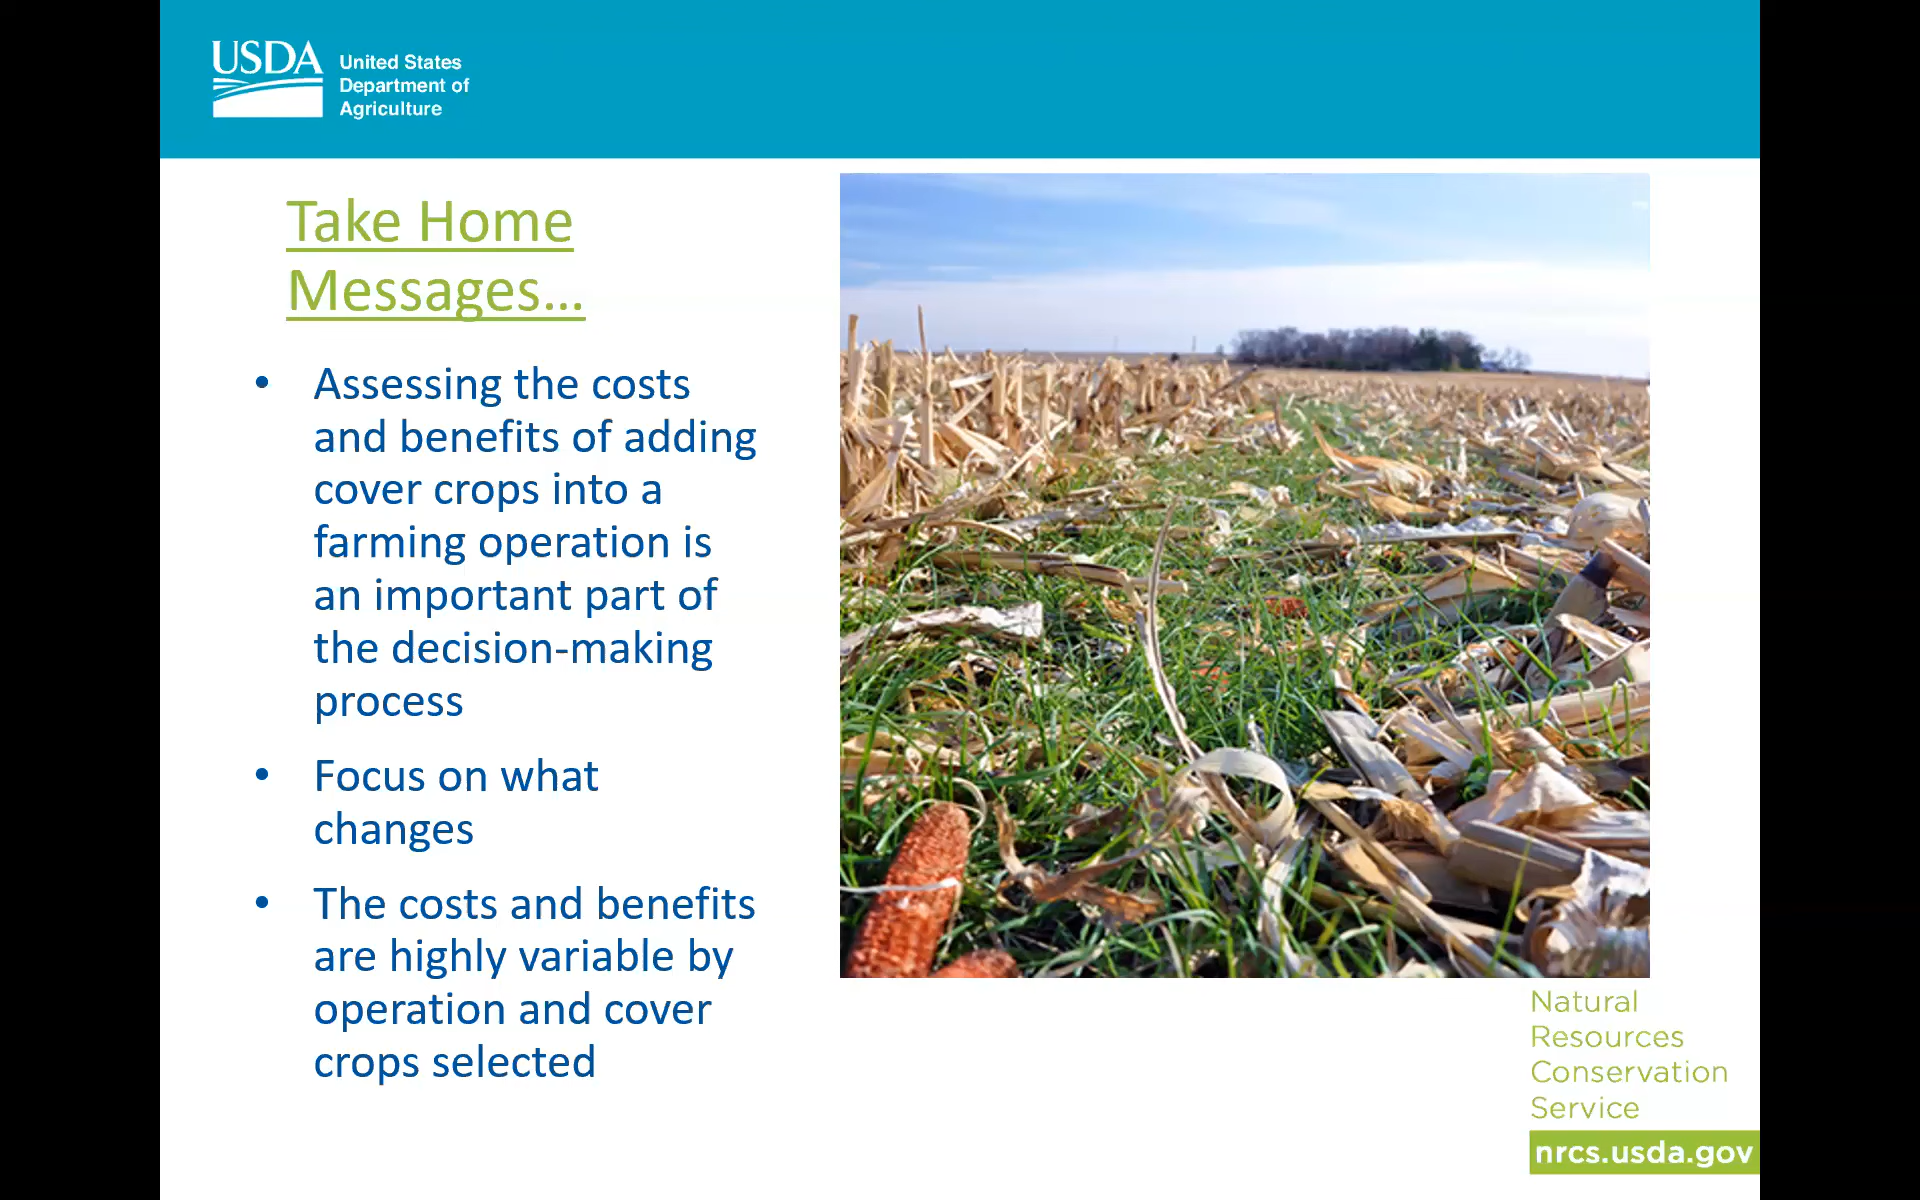 USDA
United States
Department of
Agriculture
Take Home
Messages...
• Assessing the costs
and benefits of adding
cover crops into a
farming operation is
an important part of
the decision-making
process
• Focus on what
changes
• The costs and benefits
are highly variable by
operation and cover
crops selected
Natural
Resources
Conservation
Service
nrcs.usda.gov